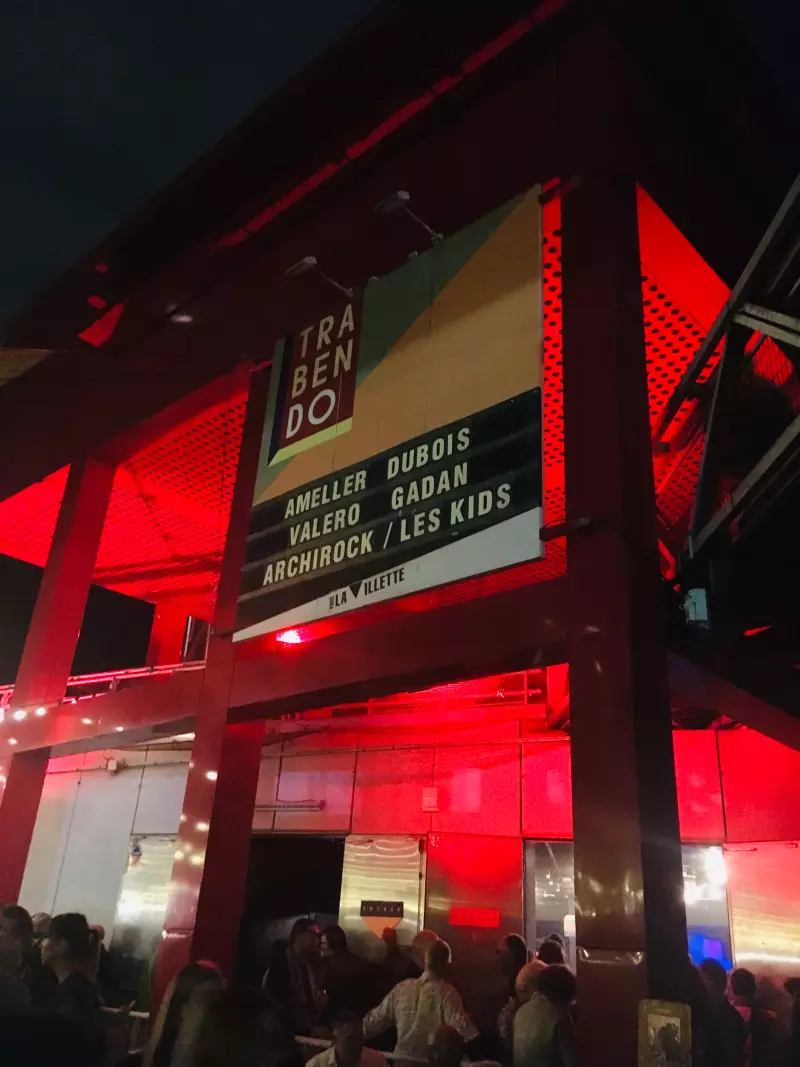 TRA
BEN
DO
AMELLER DUBOIS
VALERO GADAN
ARCHIROCK / LES KIDS
LA VILLETTE